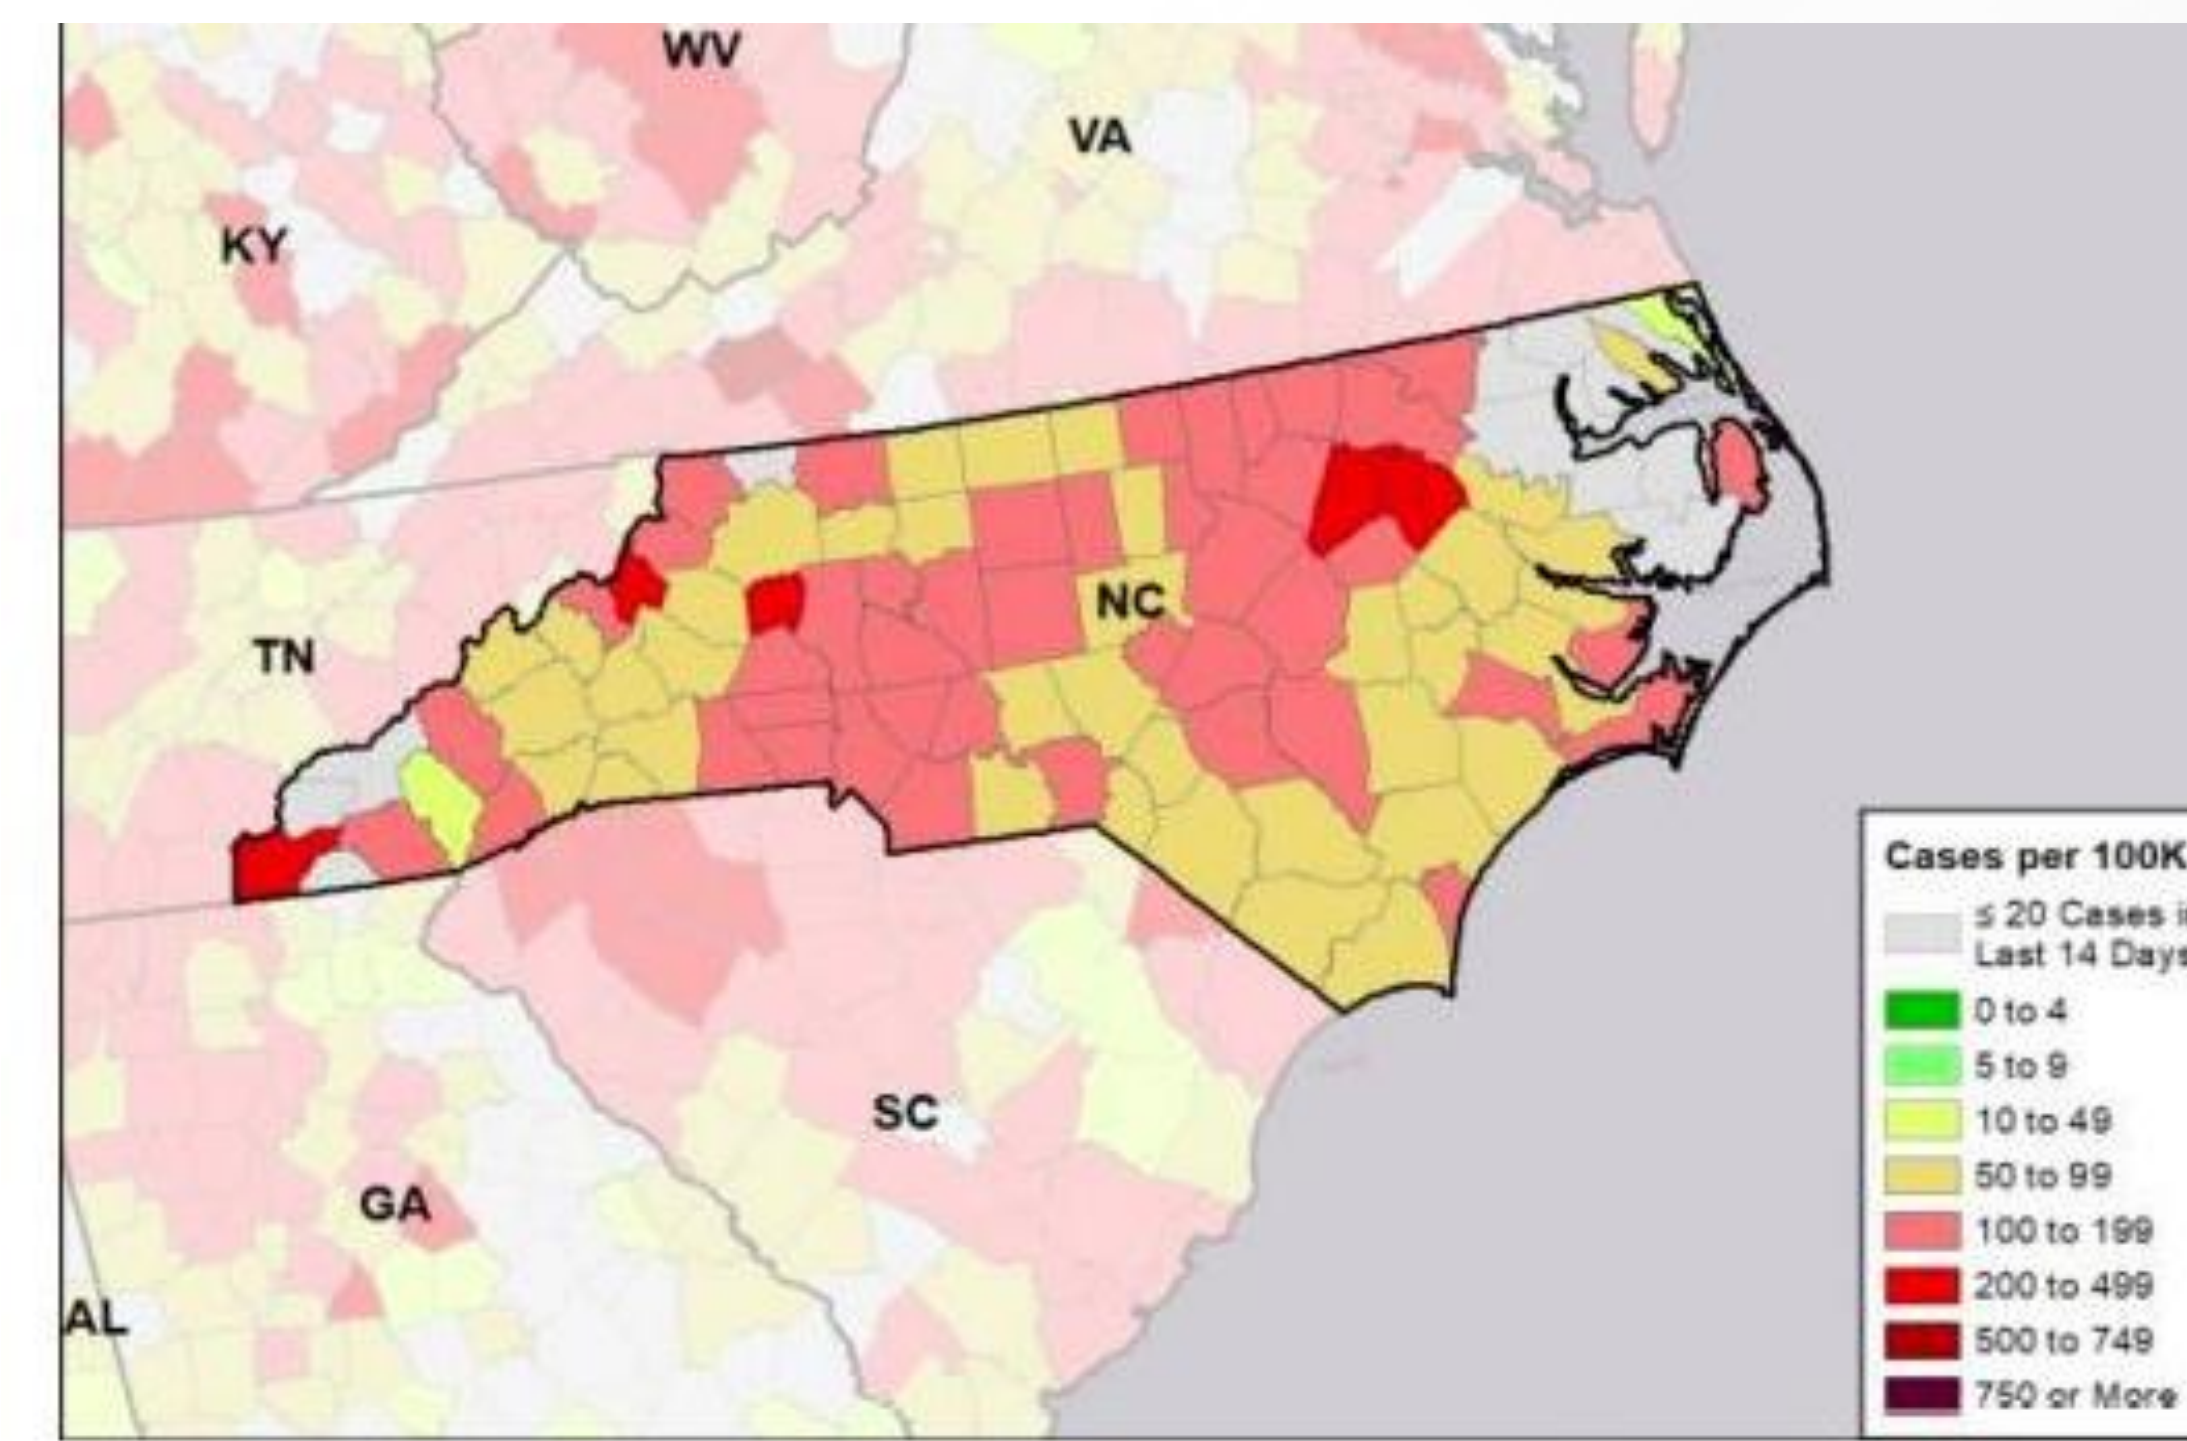 WV
VA
KY
TN
NC
SC
GA
AL
Cases per 100K
≤ 20 Cases i
Last 14 Days
0 to 4
5 to 9
10 to 49
50 to 99
100 to 199
200 to 499
500 to 749
750 or More